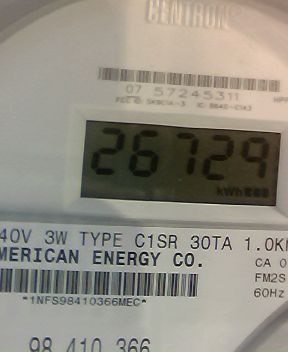 CENTRON
07 57245311
26729
kWh
40V 3W TYPE C1SR 30TA 1.0K
MERICAN ENERGY CO.
CA 0
FM2S
60Hz
*1NFS98410366MEC*
98 410 366